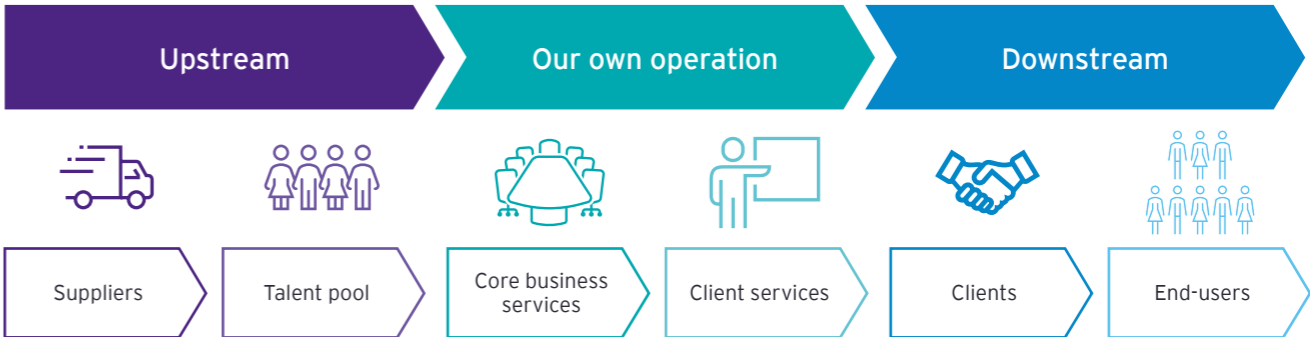 Upstream
Our own operation
Downstream
Suppliers
Talent pool
Core business
services
Client services
Clients
End-users